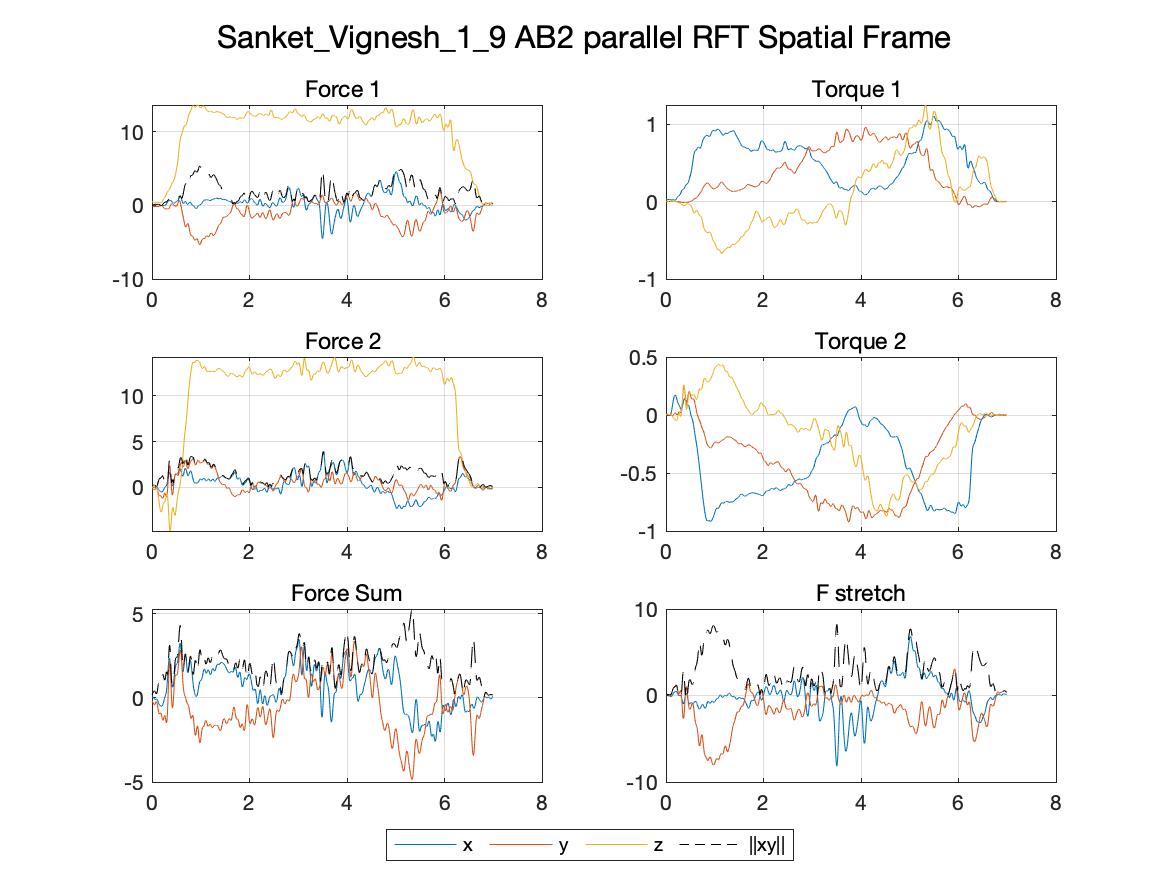 Sanket_Vignesh_1_9 AB2 parallel RFT Spatial Frame
Force 1
10
0
-10
0 2 4 6 8
Torque 1
1
0
-1
0 2 4 6 8
Force 2
10
5
0
0 2 4 6 8
Torque 2
0.5
0
-0.5
-1
0 2 4 6 8
Force Sum
5
0
-5
0 2 4 6 8
F stretch
10
0
-10
0 2 4 6 8
x y z ||xy||